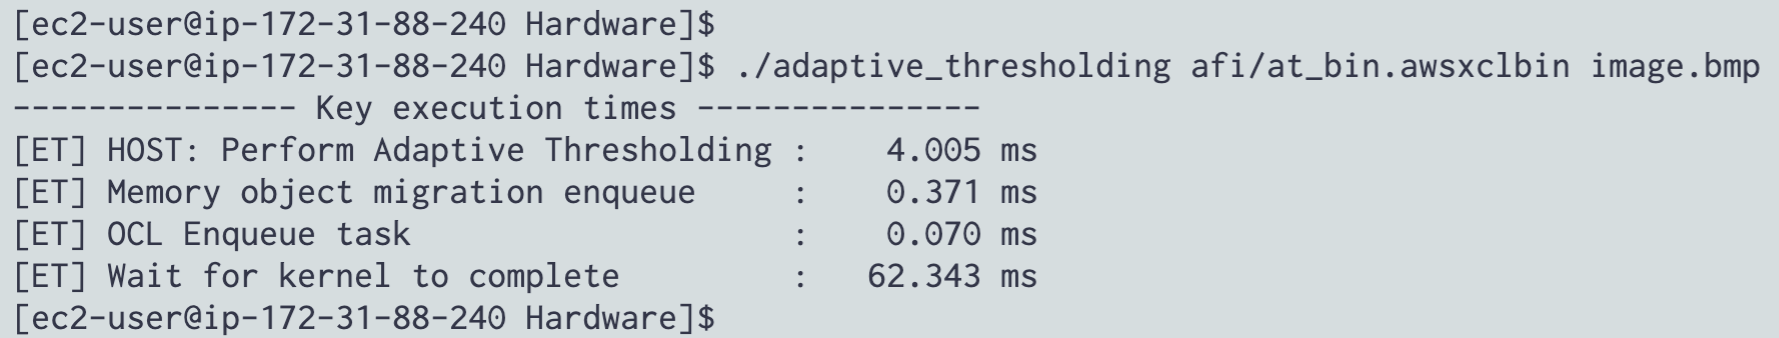 [ec2-user@ip-172-31-88-240 Hardware]$
[ec2-user@ip-172-31-88-240 Hardware]$ ./adaptive_thresholding afi/at_bin.awsxclbin image.bmp
--------------- Key execution times ---------------
[ET] HOST: Perform Adaptive Thresholding :    4.005 ms
[ET] Memory object migration enqueue     :    0.371 ms
[ET] OCL Enqueue task                    :    0.070 ms
[ET] Wait for kernel to complete         :   62.343 ms
[ec2-user@ip-172-31-88-240 Hardware]$